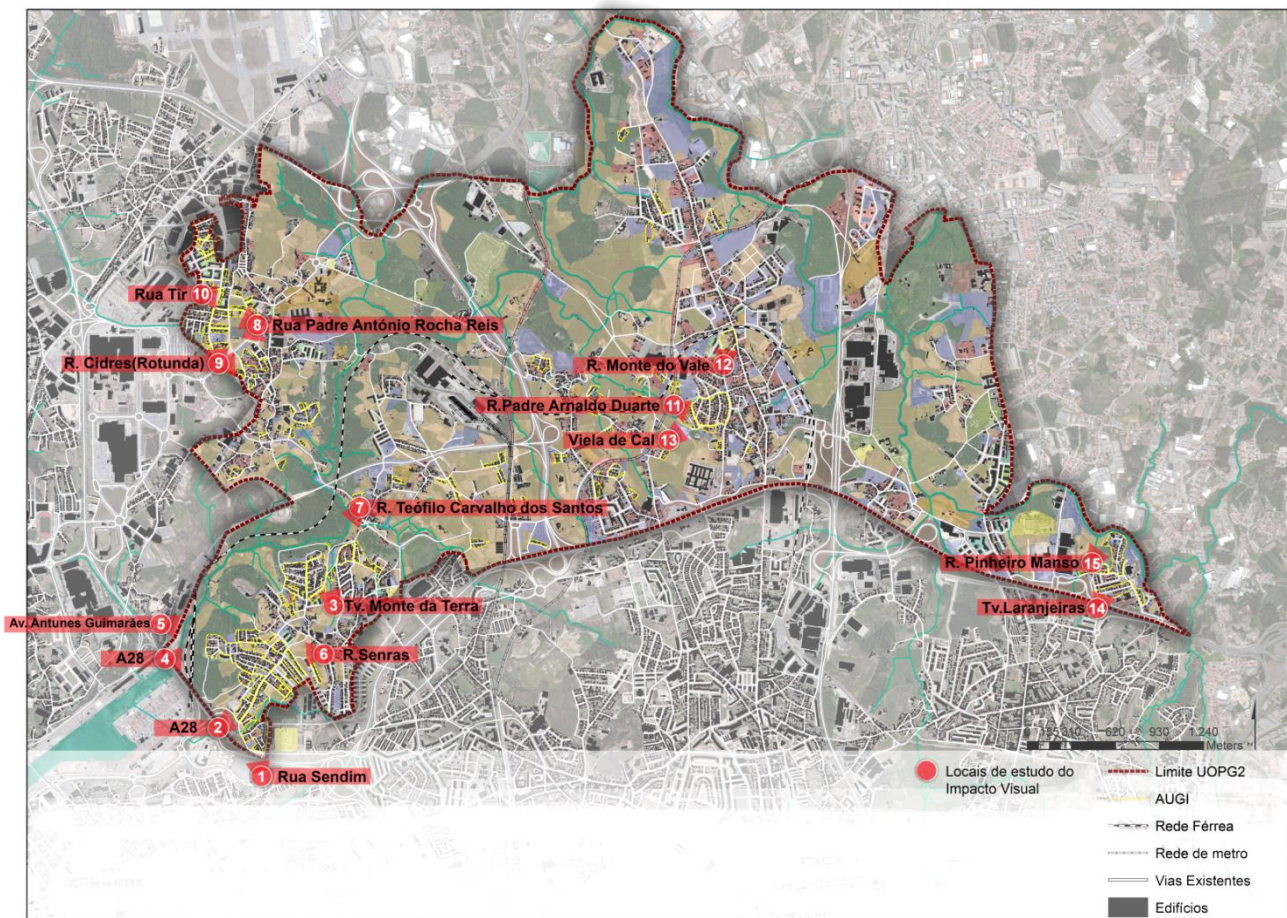 Rua Tir 10
8 Rua Padre António Rocha Reis
R. Cidres(Rotunda) 9
R. Monte do Vale 12
R.Padre Arnaldo Duarte 11
Viela de Cal 13
7
R. Teófilo Carvalho dos Santos
R. Pinheiro Manso 15
3 Tv. Monte da Terra
Tv.Laranjeiras 14
Av. Antunes Guimarães 5
6 R.Senras
A28 4
A28 2
1 Rua Sendim
620 930 1.240
Meters
Locais de estudo do
Impacto Visual
Limite UOPG2
AUGI
Rede Férrea
Rede de metro
Vias Existentes
Edifícios